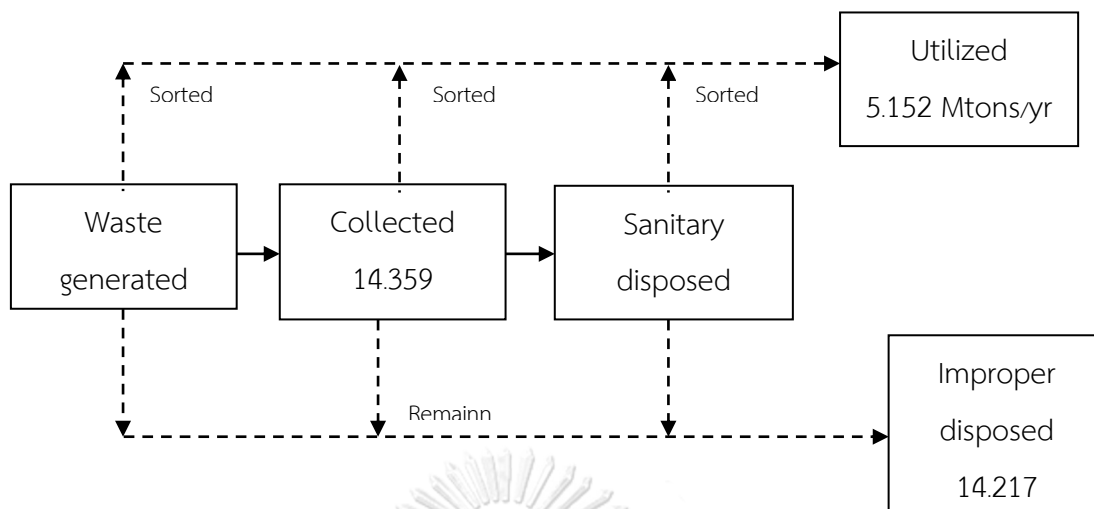 Utilized
5.152 Mtons/yr
Sorted
Sorted
Sorted
Waste
generated
Collected
14.359
Sanitary
disposed
Remainn
Improper
disposed
14.217